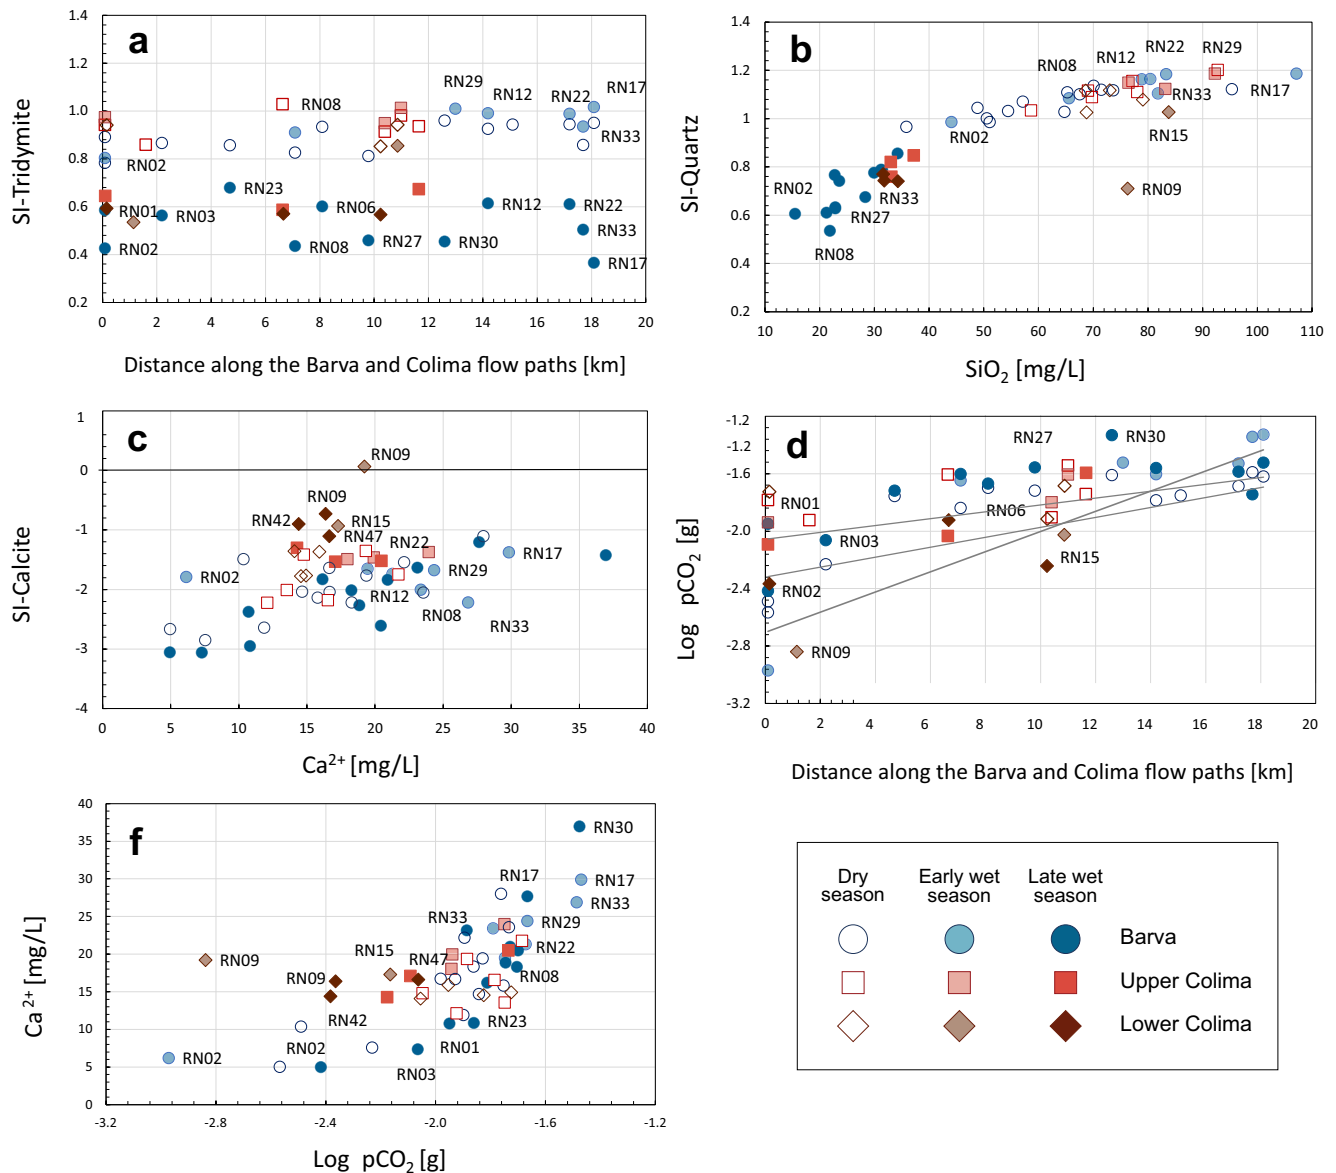 a
SI-Tridymite
1.4
1.2
1.0
0.8
0.6
0.4
0.2
0
2
4
6
8
10
12
14
16
18
20
Distance along the Barva and Colima flow paths [km]
RN29
RN17
RN08
RN12
RN22
RN33
RN02
RN23
RN01
RN03
RN06
RN12
RN22
RN33
RN02
RN08
RN27
RN30
RN17
b
SI-Quartz
1.4
1.2
1.0
0.8
0.6
0.4
0.2
10
20
30
40
50
60
70
80
90
100
110
SiO2 [mg/L]
RN22
RN12
RN29
RN08
RN17
RN33
RN02
RN15
RN02
RN09
RN33
RN27
RN08
c
SI-Calcite
1
0
-1
-2
-3
-4
0
5
10
15
20
25
30
35
40
Ca2+ [mg/L]
RN09
RN09
RN42
RN15
RN47
RN22
RN17
RN02
RN29
RN12
RN08
RN33
d
Log pCO2 [g]
-1.2
-1.2
-1.6
-2.0
-2.4
-2.8
-3.2
0
2
4
6
8
10
12
14
16
18
20
Distance along the Barva and Colima flow paths [km]
RN27
RN30
RN01
RN06
RN03
RN15
RN02
RN09
f
Ca 2+ [mg/L]
40
35
30
25
20
15
10
5
0
-3.2
-2.8
-2.4
-2.0
-1.6
-1.2
Log pCO2 [g]
RN30
RN17
RN17
RN33
RN33
RN29
RN15
RN47
RN22
RN09
RN09
RN08
RN42
RN23
RN02
RN02
RN01
RN03
Dry season
Early wet season
Late wet season
Barva
Upper Colima
Lower Colima